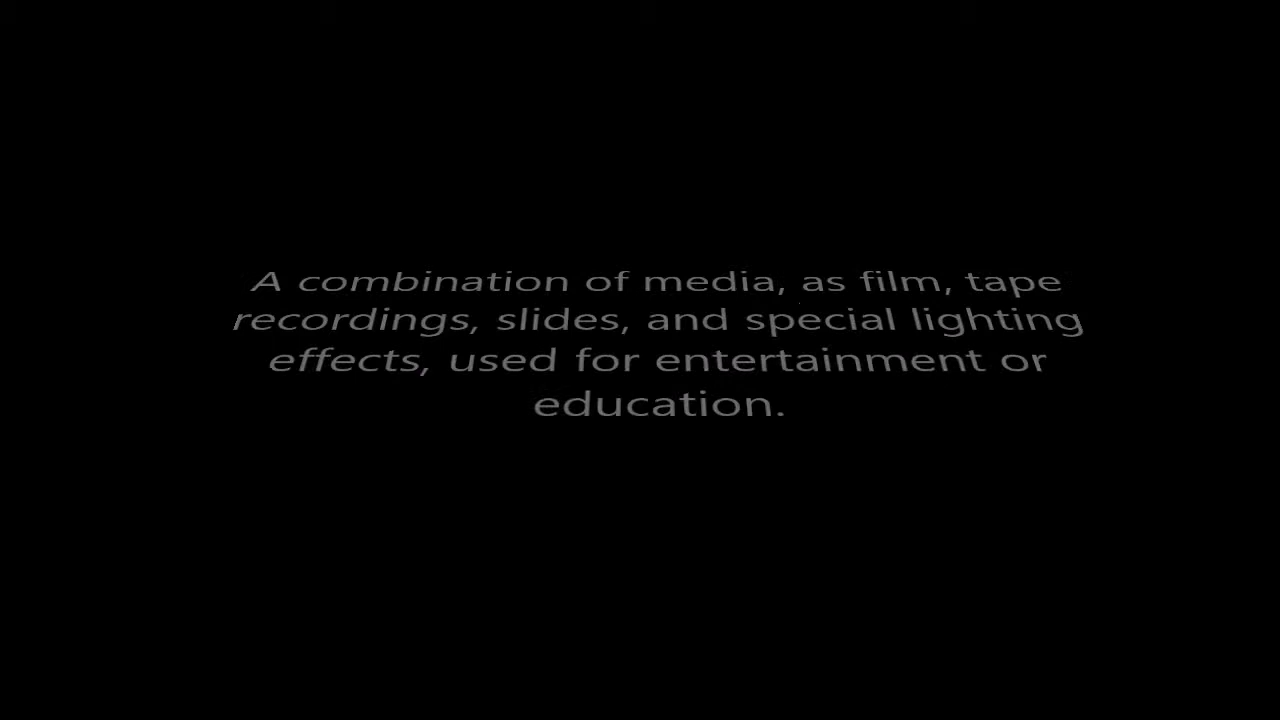 A combination of media, as film, tape
recordings, slides, and special lighting
effects, used for entertainment or
education.